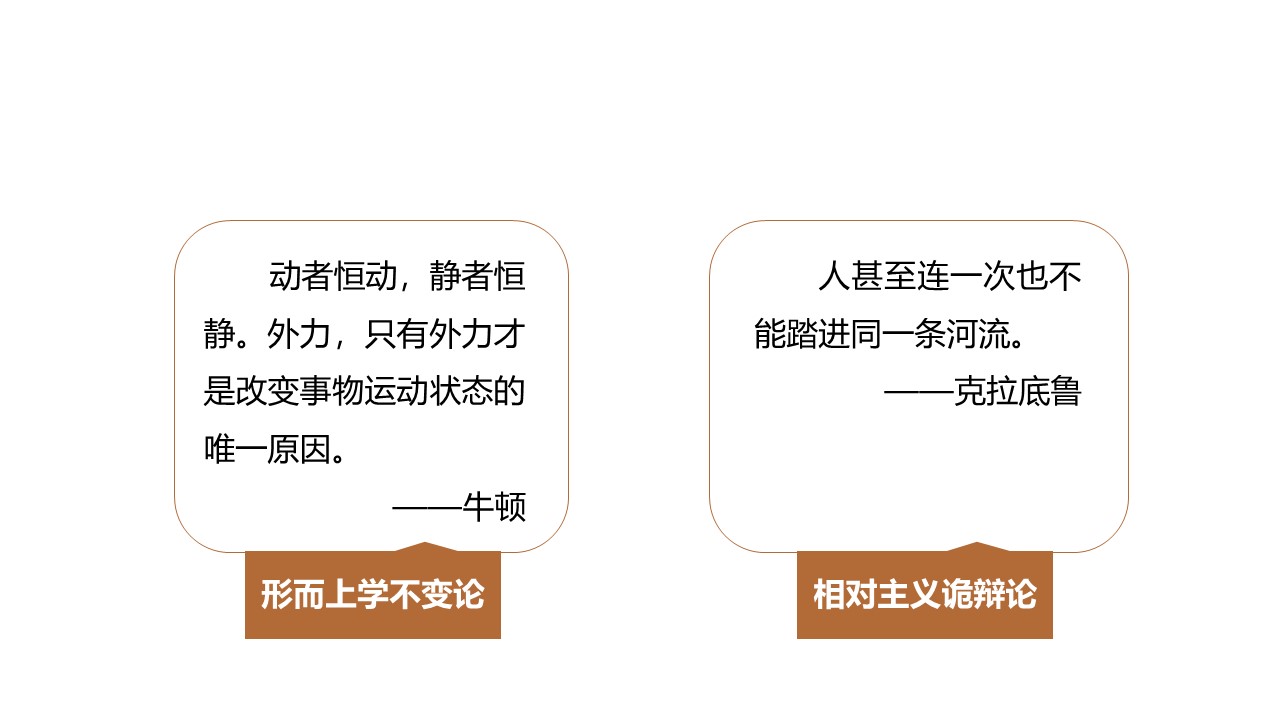 动者恒动，静者恒
静。外力，只有外力才
是改变事物运动状态的
唯一原因。
——牛顿
形而上学不变论
人甚至连一次也不
能踏进同一条河流。
——克拉底鲁
相对主义诡辩论